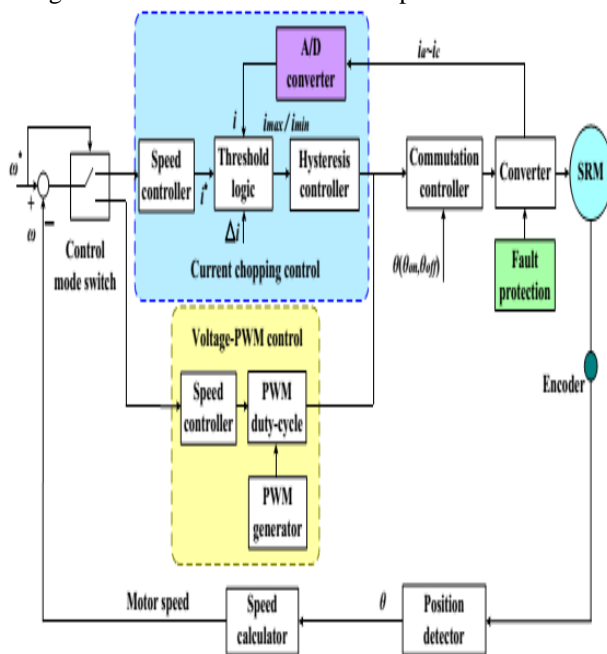 A/D
converter
ia~ic
i
imax/imin
ω*
Speed
controller
i*
Threshold
logic
Hysteresis
controller
Commutation
controller
Converter
SRM
+
ω
−
Control
mode switch
Δi
Current chopping control
θ(θon,θoff)
Fault
protection
Voltage-PWM control
Encoder
Speed
controller
PWM
duty-cycle
PWM
generator
Motor speed
Speed
calculator
θ
Position
detector